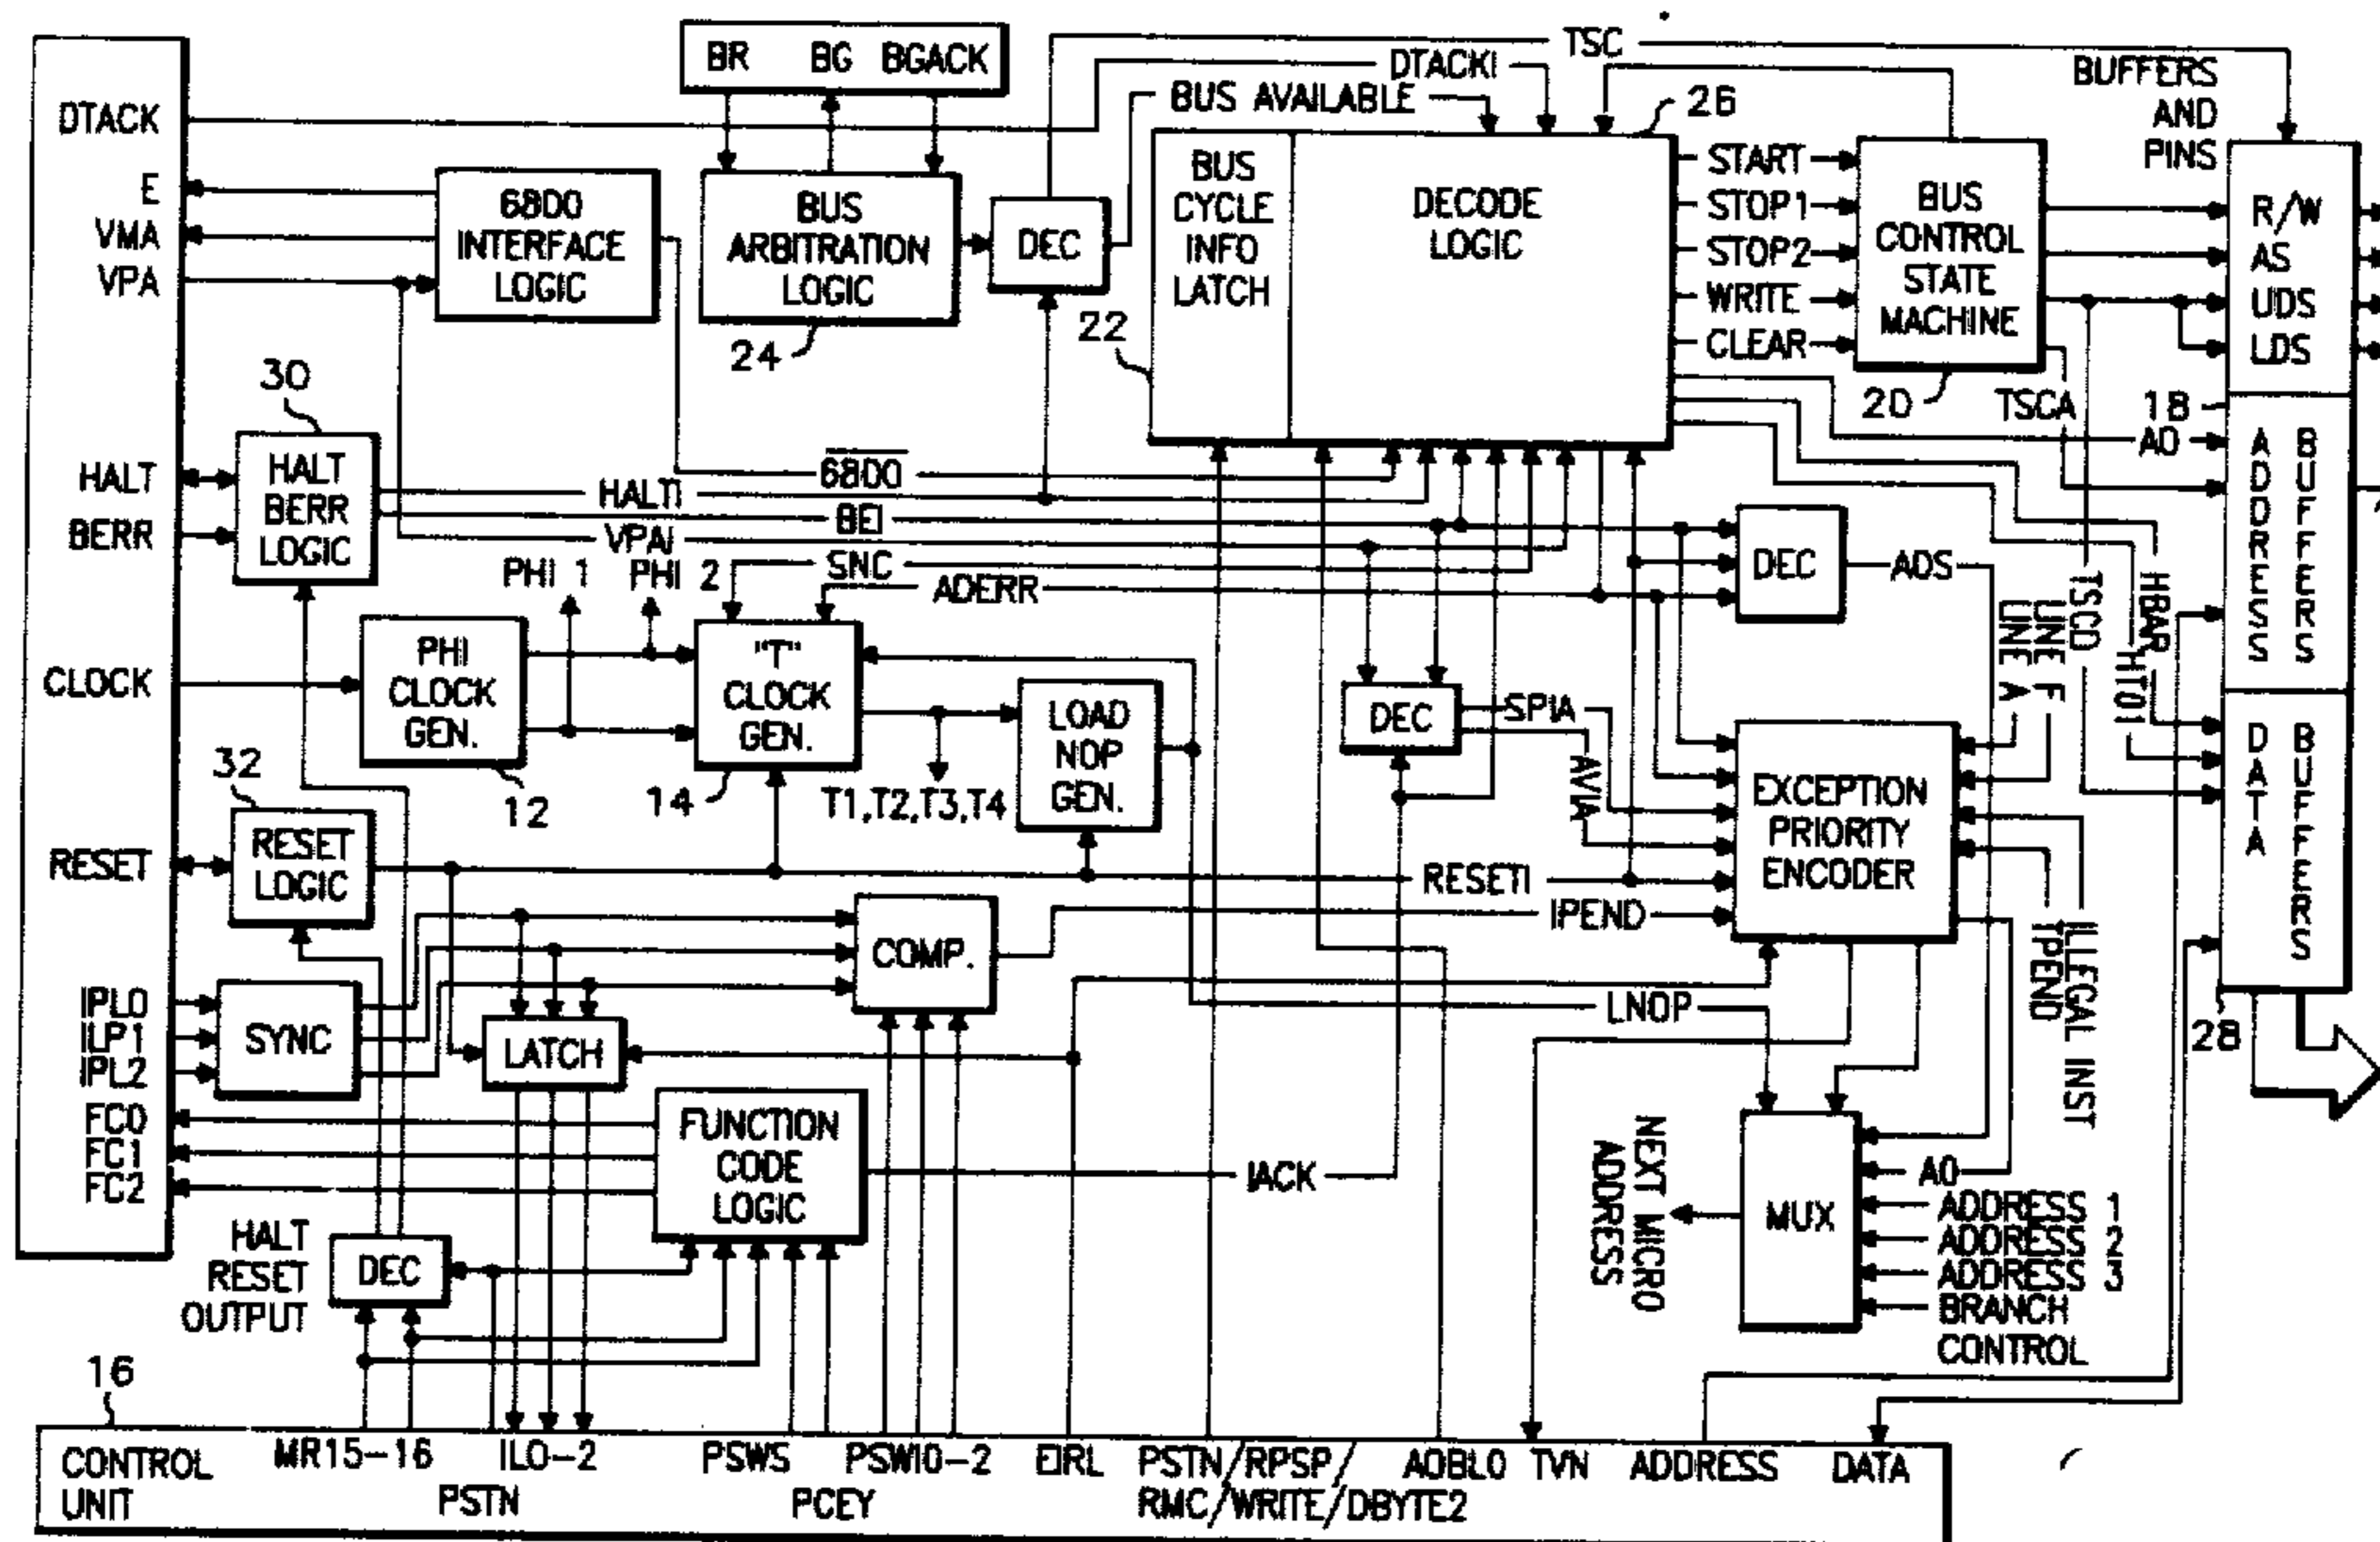 BR BG BGACK
TSC
DTACKI
BUS AVAILABLE
26
BUFFERS
AND
PINS
DTACK
E
VMA
VPA
6800
INTERFACE
LOGIC
BUS
ARBITRATION
LOGIC
24
DEC
BUS
CYCLE
INFO
LATCH
22
DECODE
LOGIC
START
STOP1
STOP2
WRITE
CLEAR
BUS
CONTROL
STATE
MACHINE
20
R/W
AS
UDS
LDS
TSCA
18
A0
ADDRESS
BUFFERS
30
HALT
BERR
HALT
BERR
LOGIC
6800
HALTI
BEI
VPAI
SNC
ADERR
PHI 1
PHI 2
DEC
ADS
LINE A
LINE F
TSCD
HBAR
HT01
CLOCK
PHI
CLOCK
GEN.
12
"T"
CLOCK
GEN.
14
T1,T2,T3,T4
LOAD
NOP
GEN.
DEC
SPIA
AVIA
EXCEPTION
PRIORITY
ENCODER
DATA
BUFFERS
28
32
RESET
RESET
LOGIC
RESETI
IPEND
COMP.
IPL0
ILP1
IPL2
SYNC
LATCH
LNOP
TPEND
ILLEGAL INST
FC0
FC1
FC2
FUNCTION
CODE
LOGIC
IACK
NEXT MICRO
ADDRESS
MUX
A0
ADDRESS 1
ADDRESS 2
ADDRESS 3
BRANCH
CONTROL
HALT
RESET
OUTPUT
DEC
16
CONTROL
UNIT
MR15-16
PSTN
IL0-2
PSWS
PCEY
PSWI0-2
EIRL
PSTN/RPSP/
RMC/WRITE/DBYTE2
AOBL0
TVN
ADDRESS
DATA